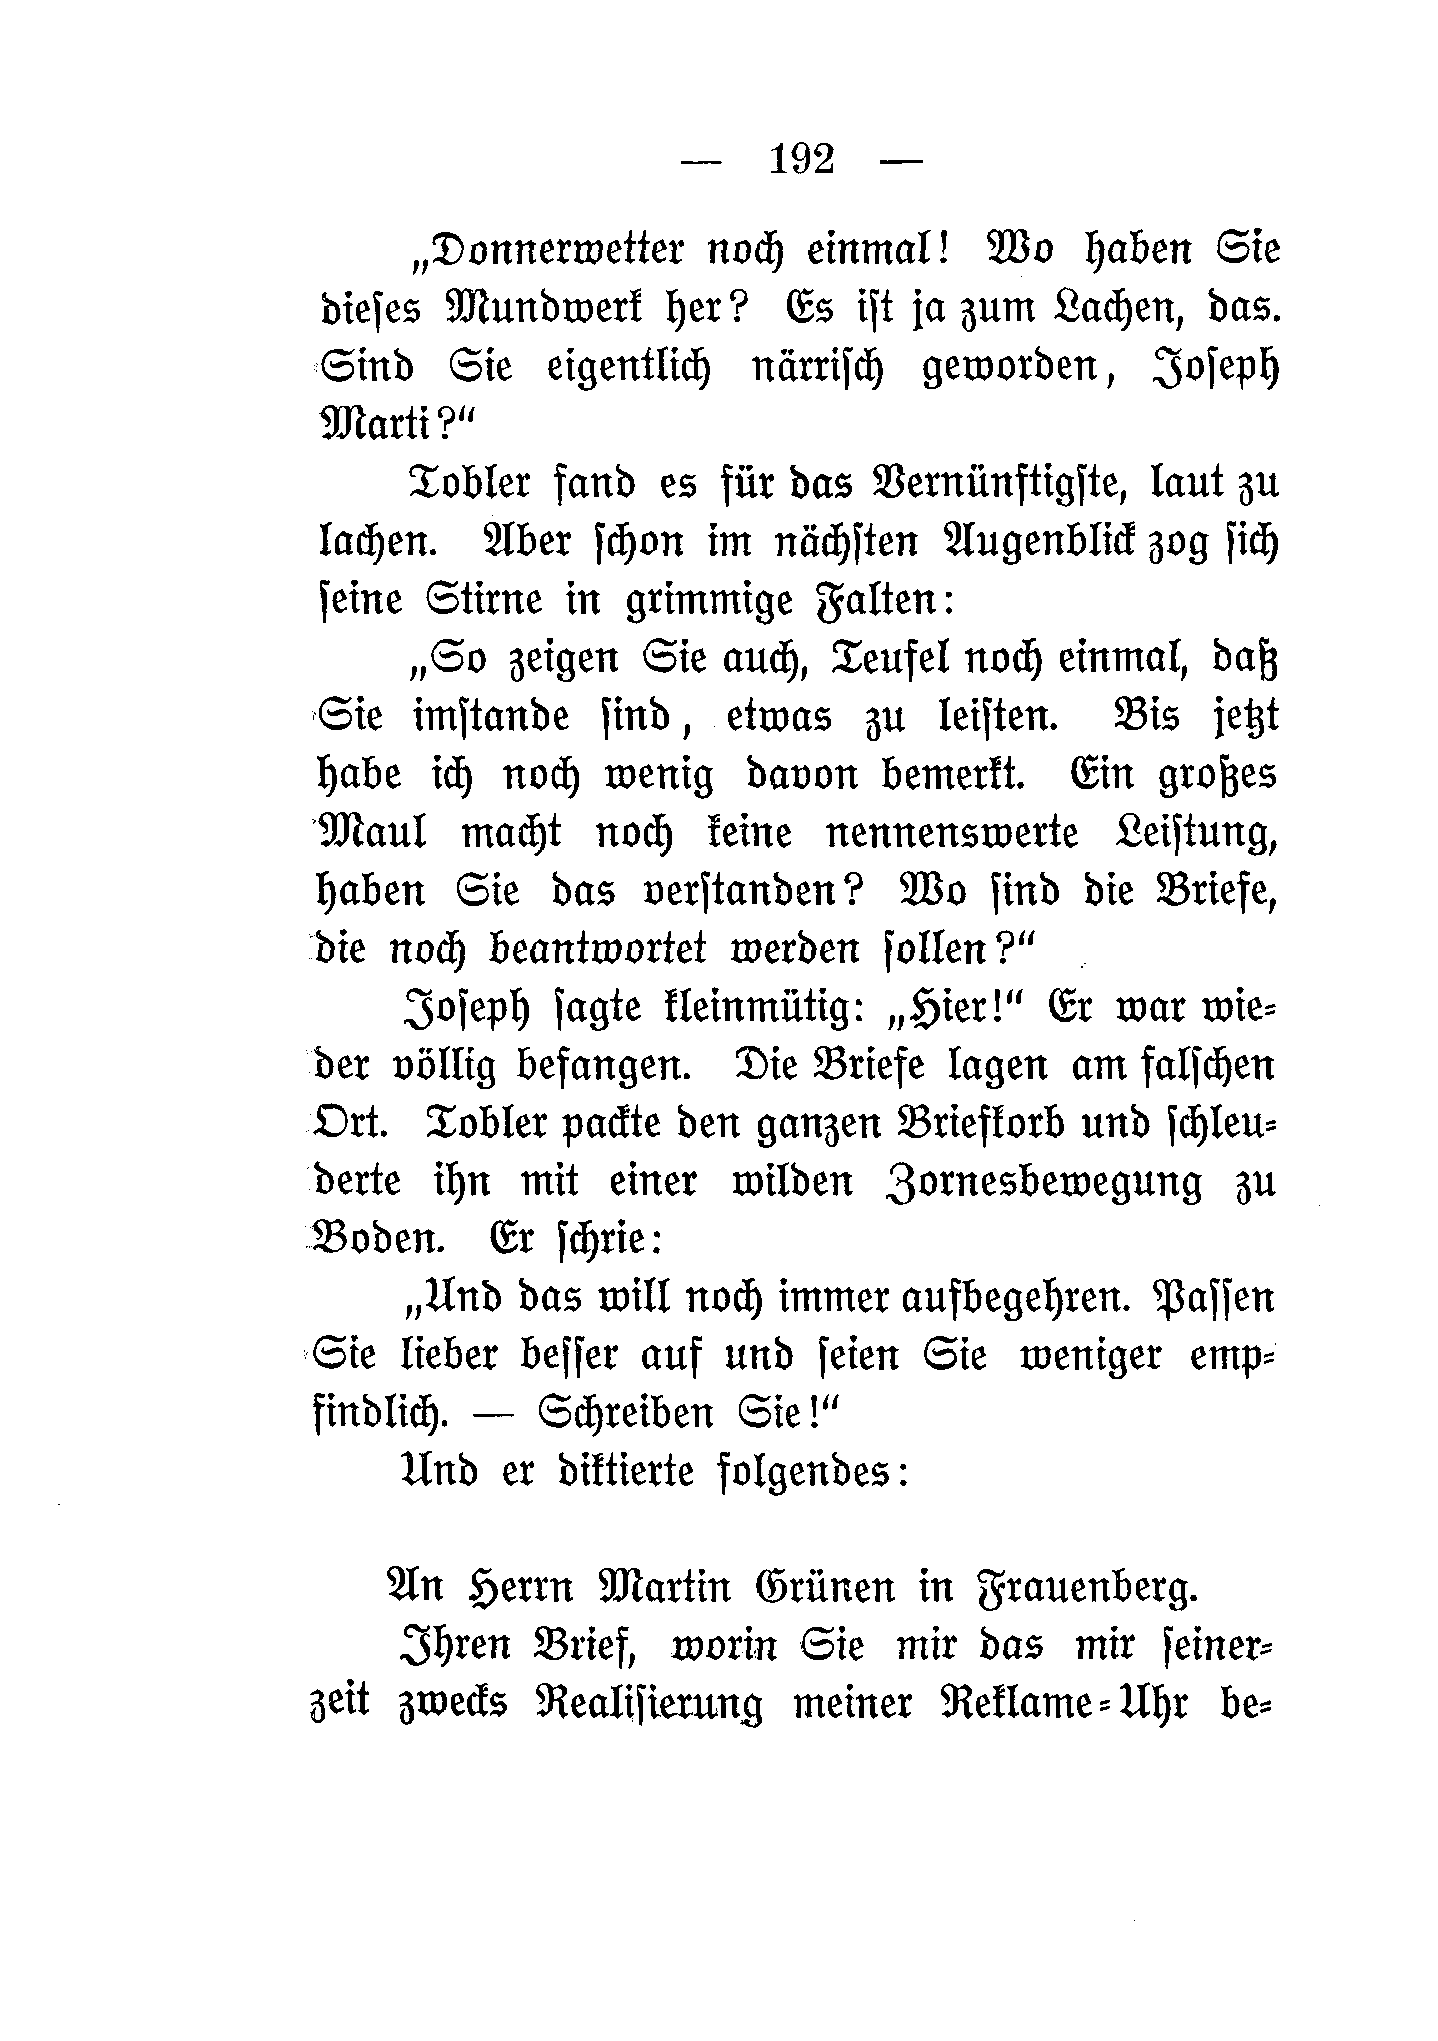 — 192 —
„Donnerwetter noch einmal! Wo haben Sie
dieſes Mundwerk her? Es iſt ja zum Lachen, das.
Sind Sie eigentlich närriſch geworden, Joſeph
Marti?“
Tobler fand es für das Vernünftigſte, laut zu
lachen. Aber ſchon im nächſten Augenblick zog ſich
ſeine Stirne in grimmige Falten:
„So zeigen Sie auch, Teufel noch einmal, daß
Sie imſtande ſind, etwas zu leiſten. Bis jetzt
habe ich noch wenig davon bemerkt. Ein großes
Maul macht noch keine nennenswerte Leiſtung,
haben Sie das verſtanden? Wo ſind die Briefe,
die noch beantwortet werden ſollen?“
Joſeph ſagte kleinmütig: „Hier!“ Er war wie⸗
der völlig befangen. Die Briefe lagen am falſchen
Ort. Tobler packte den ganzen Briefkorb und ſchleu⸗
derte ihn mit einer wilden Zornesbewegung zu
Boden. Er ſchrie:
„Und das will noch immer aufbegehren. Paſſen
Sie lieber beſſer auf und ſeien Sie weniger emp⸗
findlich. — Schreiben Sie!“
Und er diktierte folgendes:
An Herrn Martin Grünen in Frauenberg.
Ihren Brief, worin Sie mir das mir ſeiner⸗
zeit zwecks Realiſierung meiner Reklame⸗Uhr be⸗